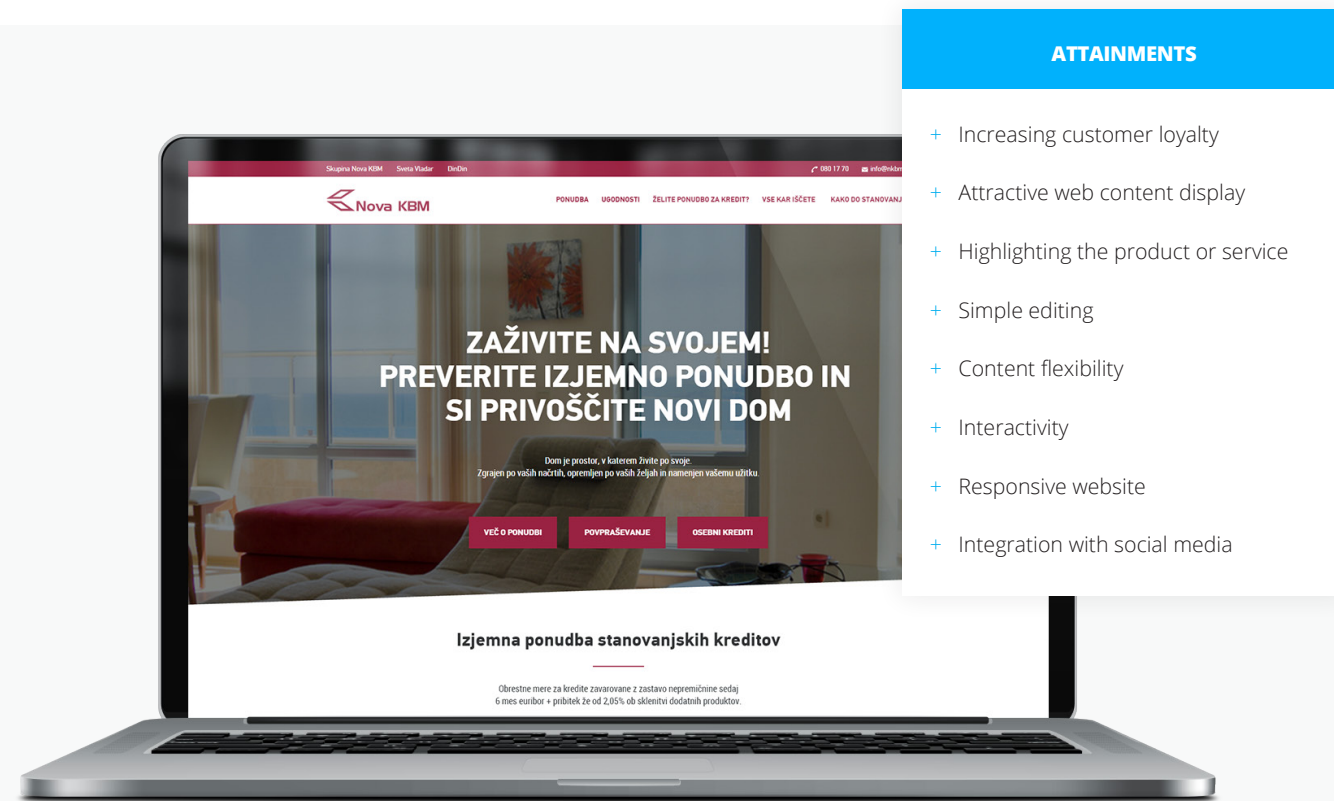 ATTAINMENTS
+ Increasing customer loyalty
+ Attractive web content display
+ Highlighting the product or service
+ Simple editing
+ Content flexibility
+ Interactivity
+ Responsive website
+ Integration with social media
Skupina Nova KBM Sveta Vladar DinDin 080 17 70
Nova KBM
PONUDBA UGODNOSTI ŽELITE PONUDBO ZA KREDIT? VSE KAR IŠČETE KAKO DO
ZAŽIVITE NA SVOJEM!
PREVERITE IZJEMNO PONUDBO IN
SI PRIVOŠČITE NOVI DOM
Dom je prostor, v katerem živite po svoje.
Zgrajen po vaših načrtih, opremljen po vaših željah in namenjen vašemu užitku.
VEČ O PONUDBI POVPRAŠEVANJE OSEBNI KREDITI
Izjemna ponudba stanovanjskih kreditov
Obrestne mere za kredite zavarovane z zastavo nepremičnine sedaj
6 mes euribor + pribitek že od 2,05% ob sklenitvi dodatnih produktov.